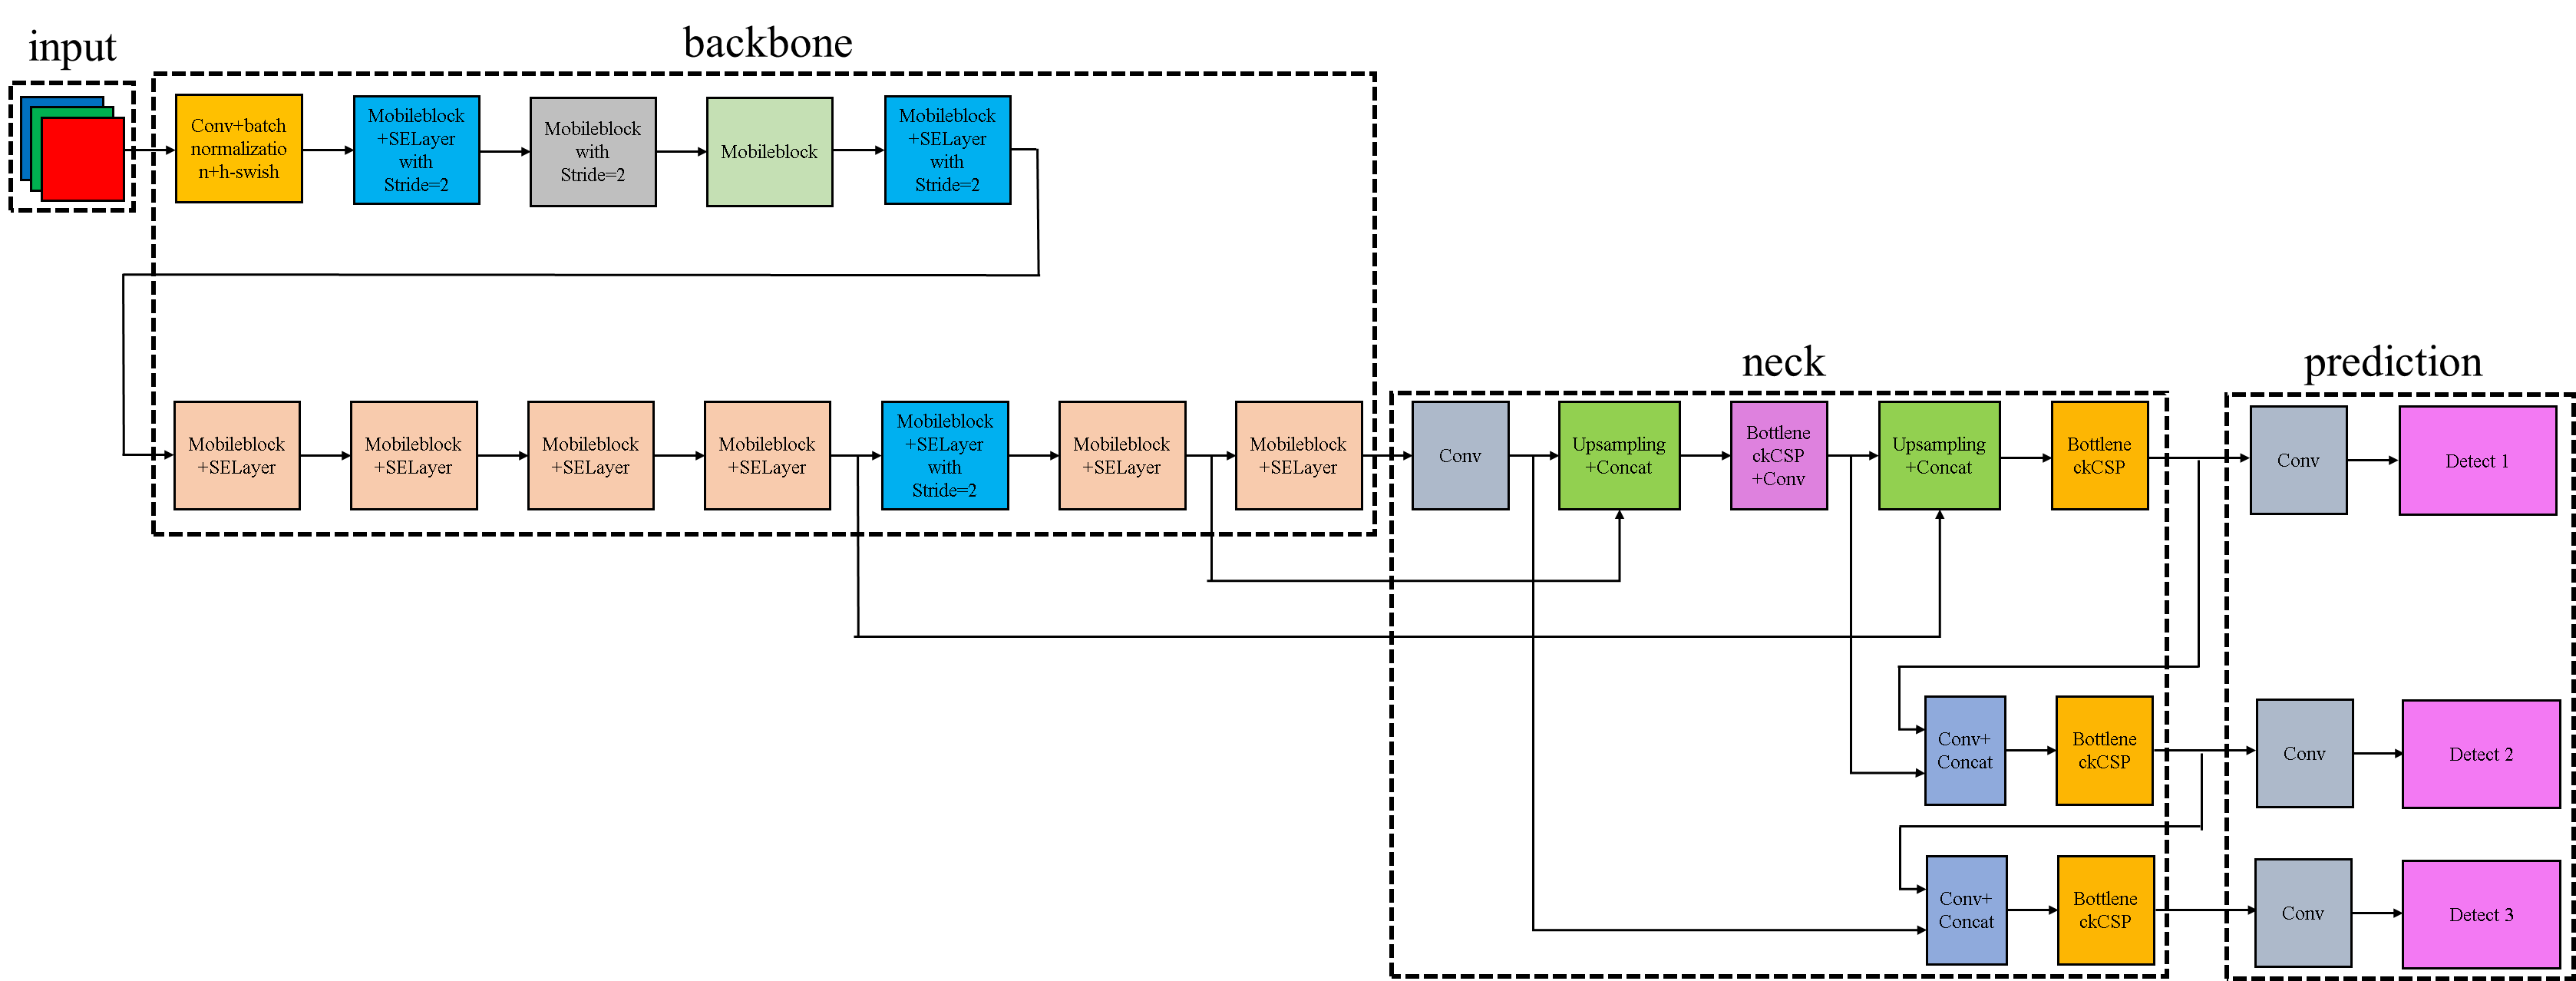 input
backbone
Conv+batch
normalizatio
n+h-swish
Mobileblock
+SELayer
with
Stride=2
Mobileblock
with
Stride=2
Mobileblock
Mobileblock
+SELayer
with
Stride=2
Mobileblock
+SELayer
Mobileblock
+SELayer
Mobileblock
+SELayer
Mobileblock
+SELayer
Mobileblock
+SELayer
with
Stride=2
Mobileblock
+SELayer
Mobileblock
+SELayer
neck
Conv
Upsampling
+Concat
Bottlene
ckCSP
+Conv
Upsampling
+Concat
Bottlene
ckCSP
Conv+
Concat
Bottlene
ckCSP
Conv+
Concat
Bottlene
ckCSP
prediction
Conv
Detect 1
Conv
Detect 2
Conv
Detect 3